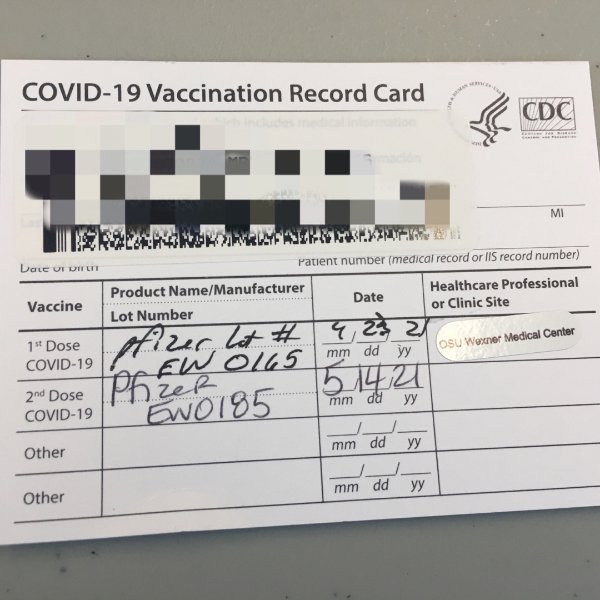 COVID-19 Vaccination Record Card
CDC
MI
Date of birth
Patient number (medical record or IIS record number)
Vaccine
Product Name/Manufacturer
Lot Number
Date
Healthcare Professional
or Clinic Site
1st Dose
COVID-19
Pfizer Lot #
EW 0165
4/23/21
mm dd yy
OSU Wexner Medical Center
2nd Dose
COVID-19
Pfizer
EW0185
5/14/21
mm dd yy
Other
mm dd yy
Other
mm dd yy